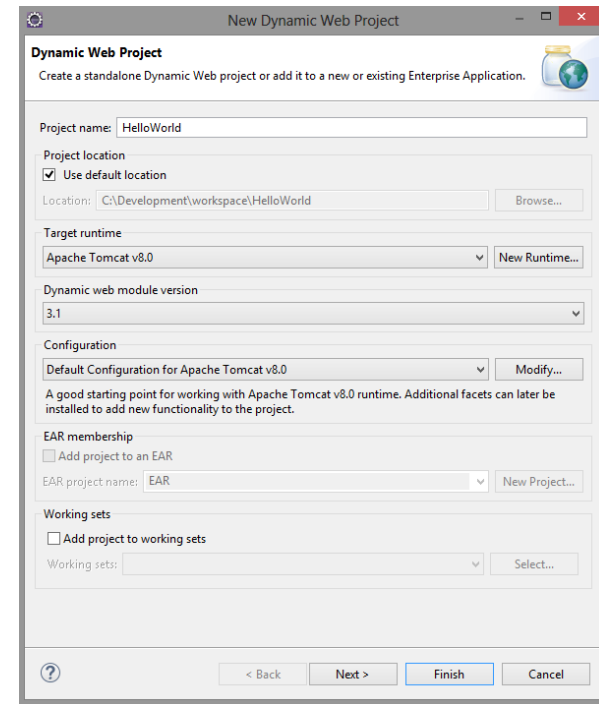 New Dynamic Web Project
Dynamic Web Project
Create a standalone Dynamic Web project or add it to a new or existing Enterprise Application.
Project name: HelloWorld
Project location
Use default location
Location: C:\Development\workspace\HelloWorld Browse...
Target runtime
Apache Tomcat v8.0 New Runtime...
Dynamic web module version
3.1
Configuration
Default Configuration for Apache Tomcat v8.0 Modify...
A good starting point for working with Apache Tomcat v8.0 runtime. Additional facets can later be
installed to add new functionality to the project.
EAR membership
Add project to an EAR
EAR project name: EAR New Project...
Working sets
Add project to working sets
Working sets: Select...
? < Back Next > Finish Cancel